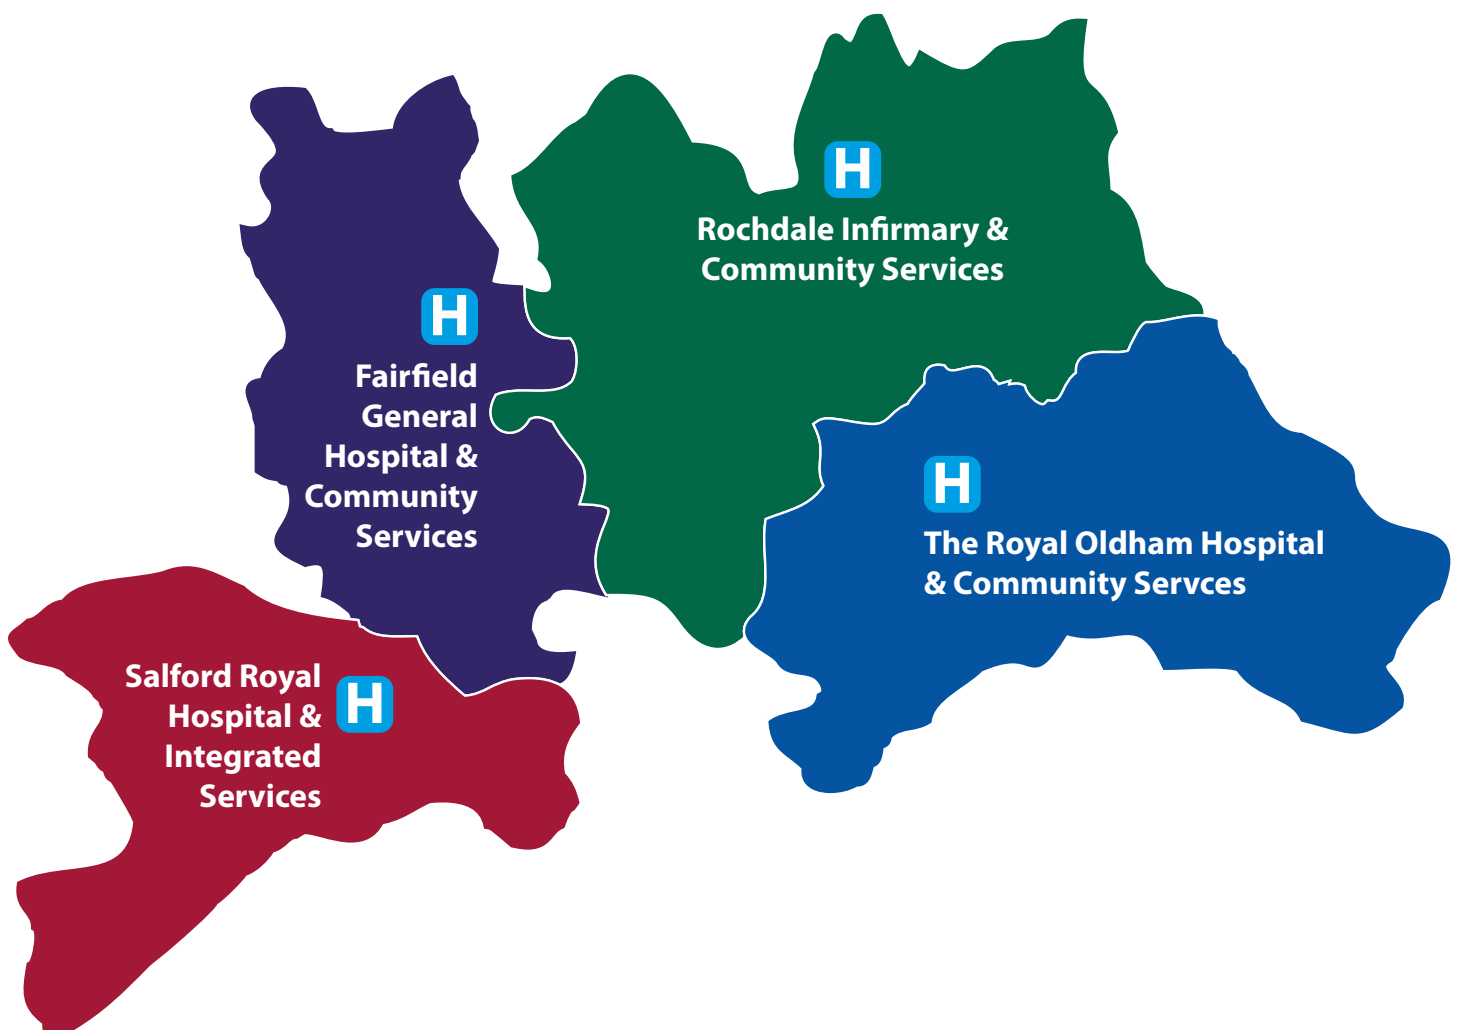 H
Rochdale Infirmary &
Community Services
H
Fairfield
General
Hospital &
Community
Services
H
The Royal Oldham Hospital
& Community Servces
Salford Royal
Hospital &
Integrated
Services
H